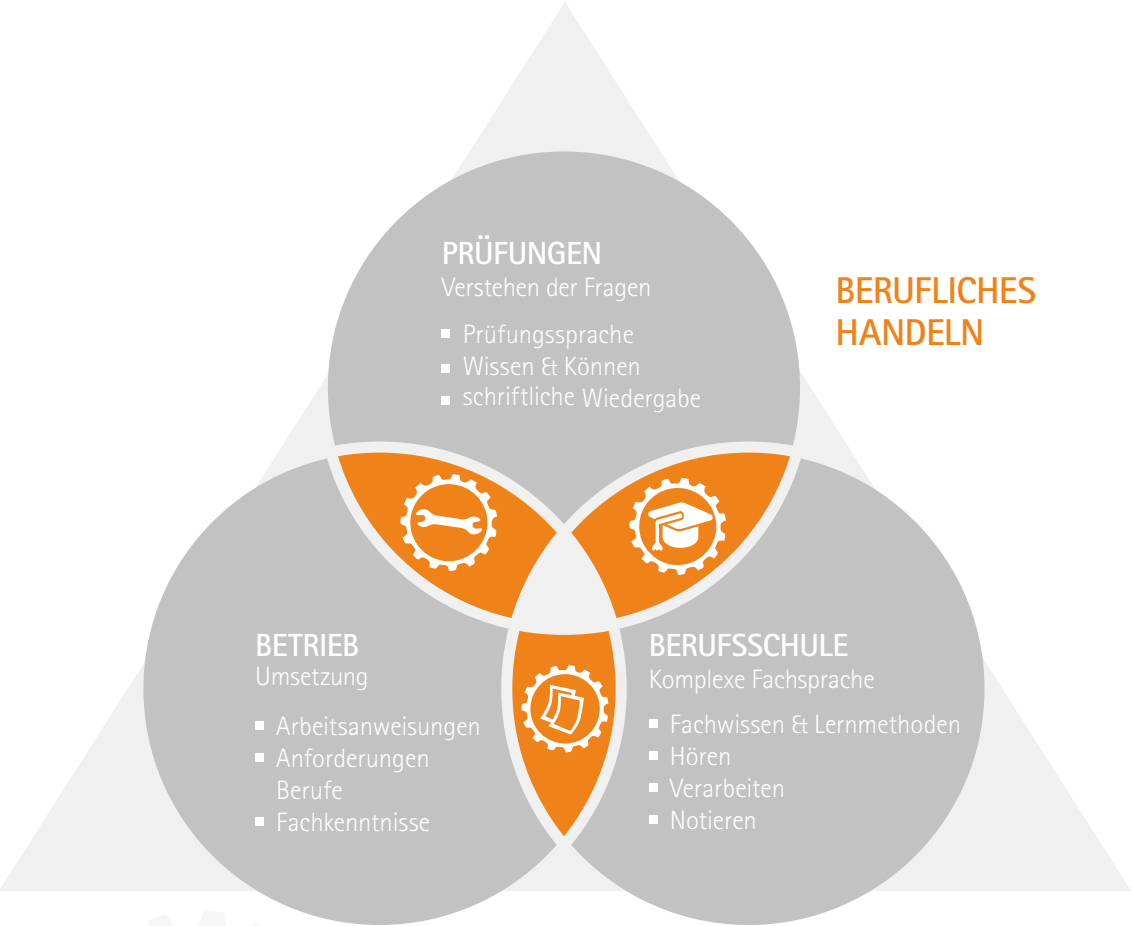 PRÜFUNGEN
Verstehen der Fragen
▪ Prüfungssprache
▪ Wissen & Können
▪ schriftliche Wiedergabe
BERUFLICHES
HANDELN
BETRIEB
Umsetzung
▪ Arbeitsanweisungen
▪ Anforderungen
Berufe
▪ Fachkenntnisse
BERUFSSCHULE
Komplexe Fachsprache
▪ Fachwissen & Lernmethoden
▪ Hören
▪ Verarbeiten
▪ Notieren